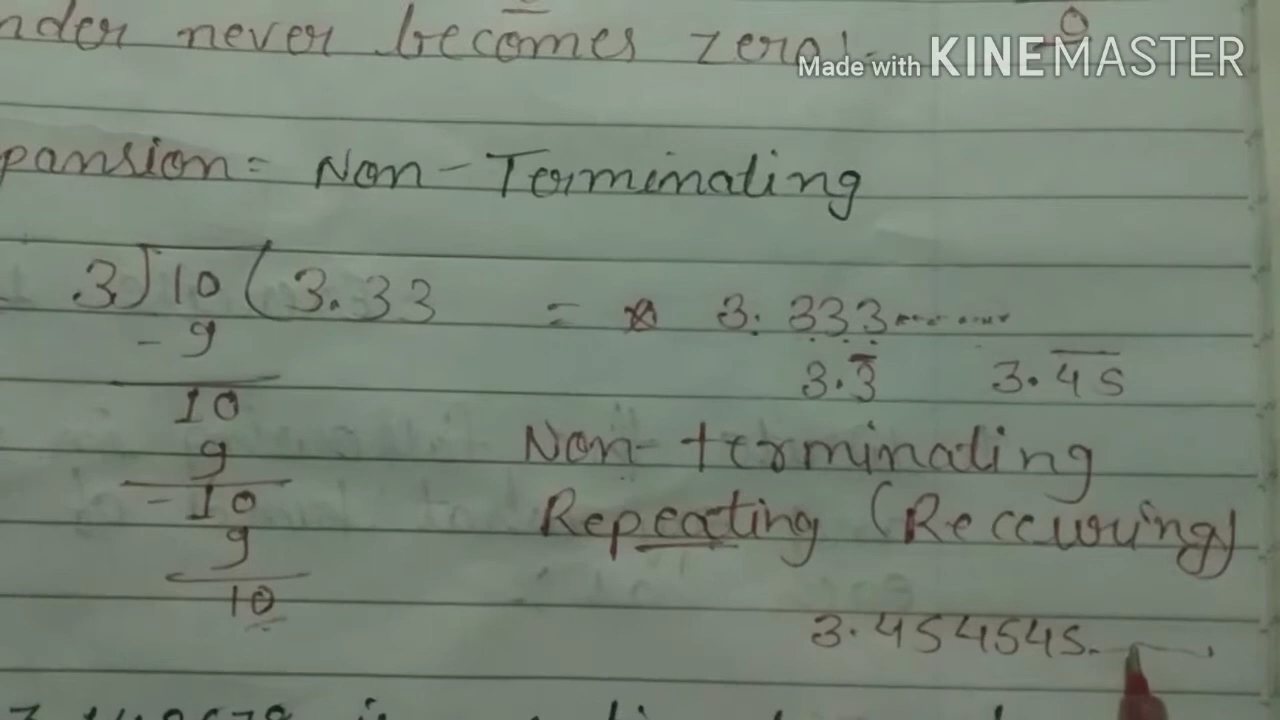 nder never becomes zero!-
0
Made with KINEMASTER
pansion = Non-Terminating
3)10(3.33 = 3.333........
- 9
3.3̅ 3.4̅5̅
10
9
Non-terminating
- 10
Repeating (Reccuring)
9
10
3.454545.